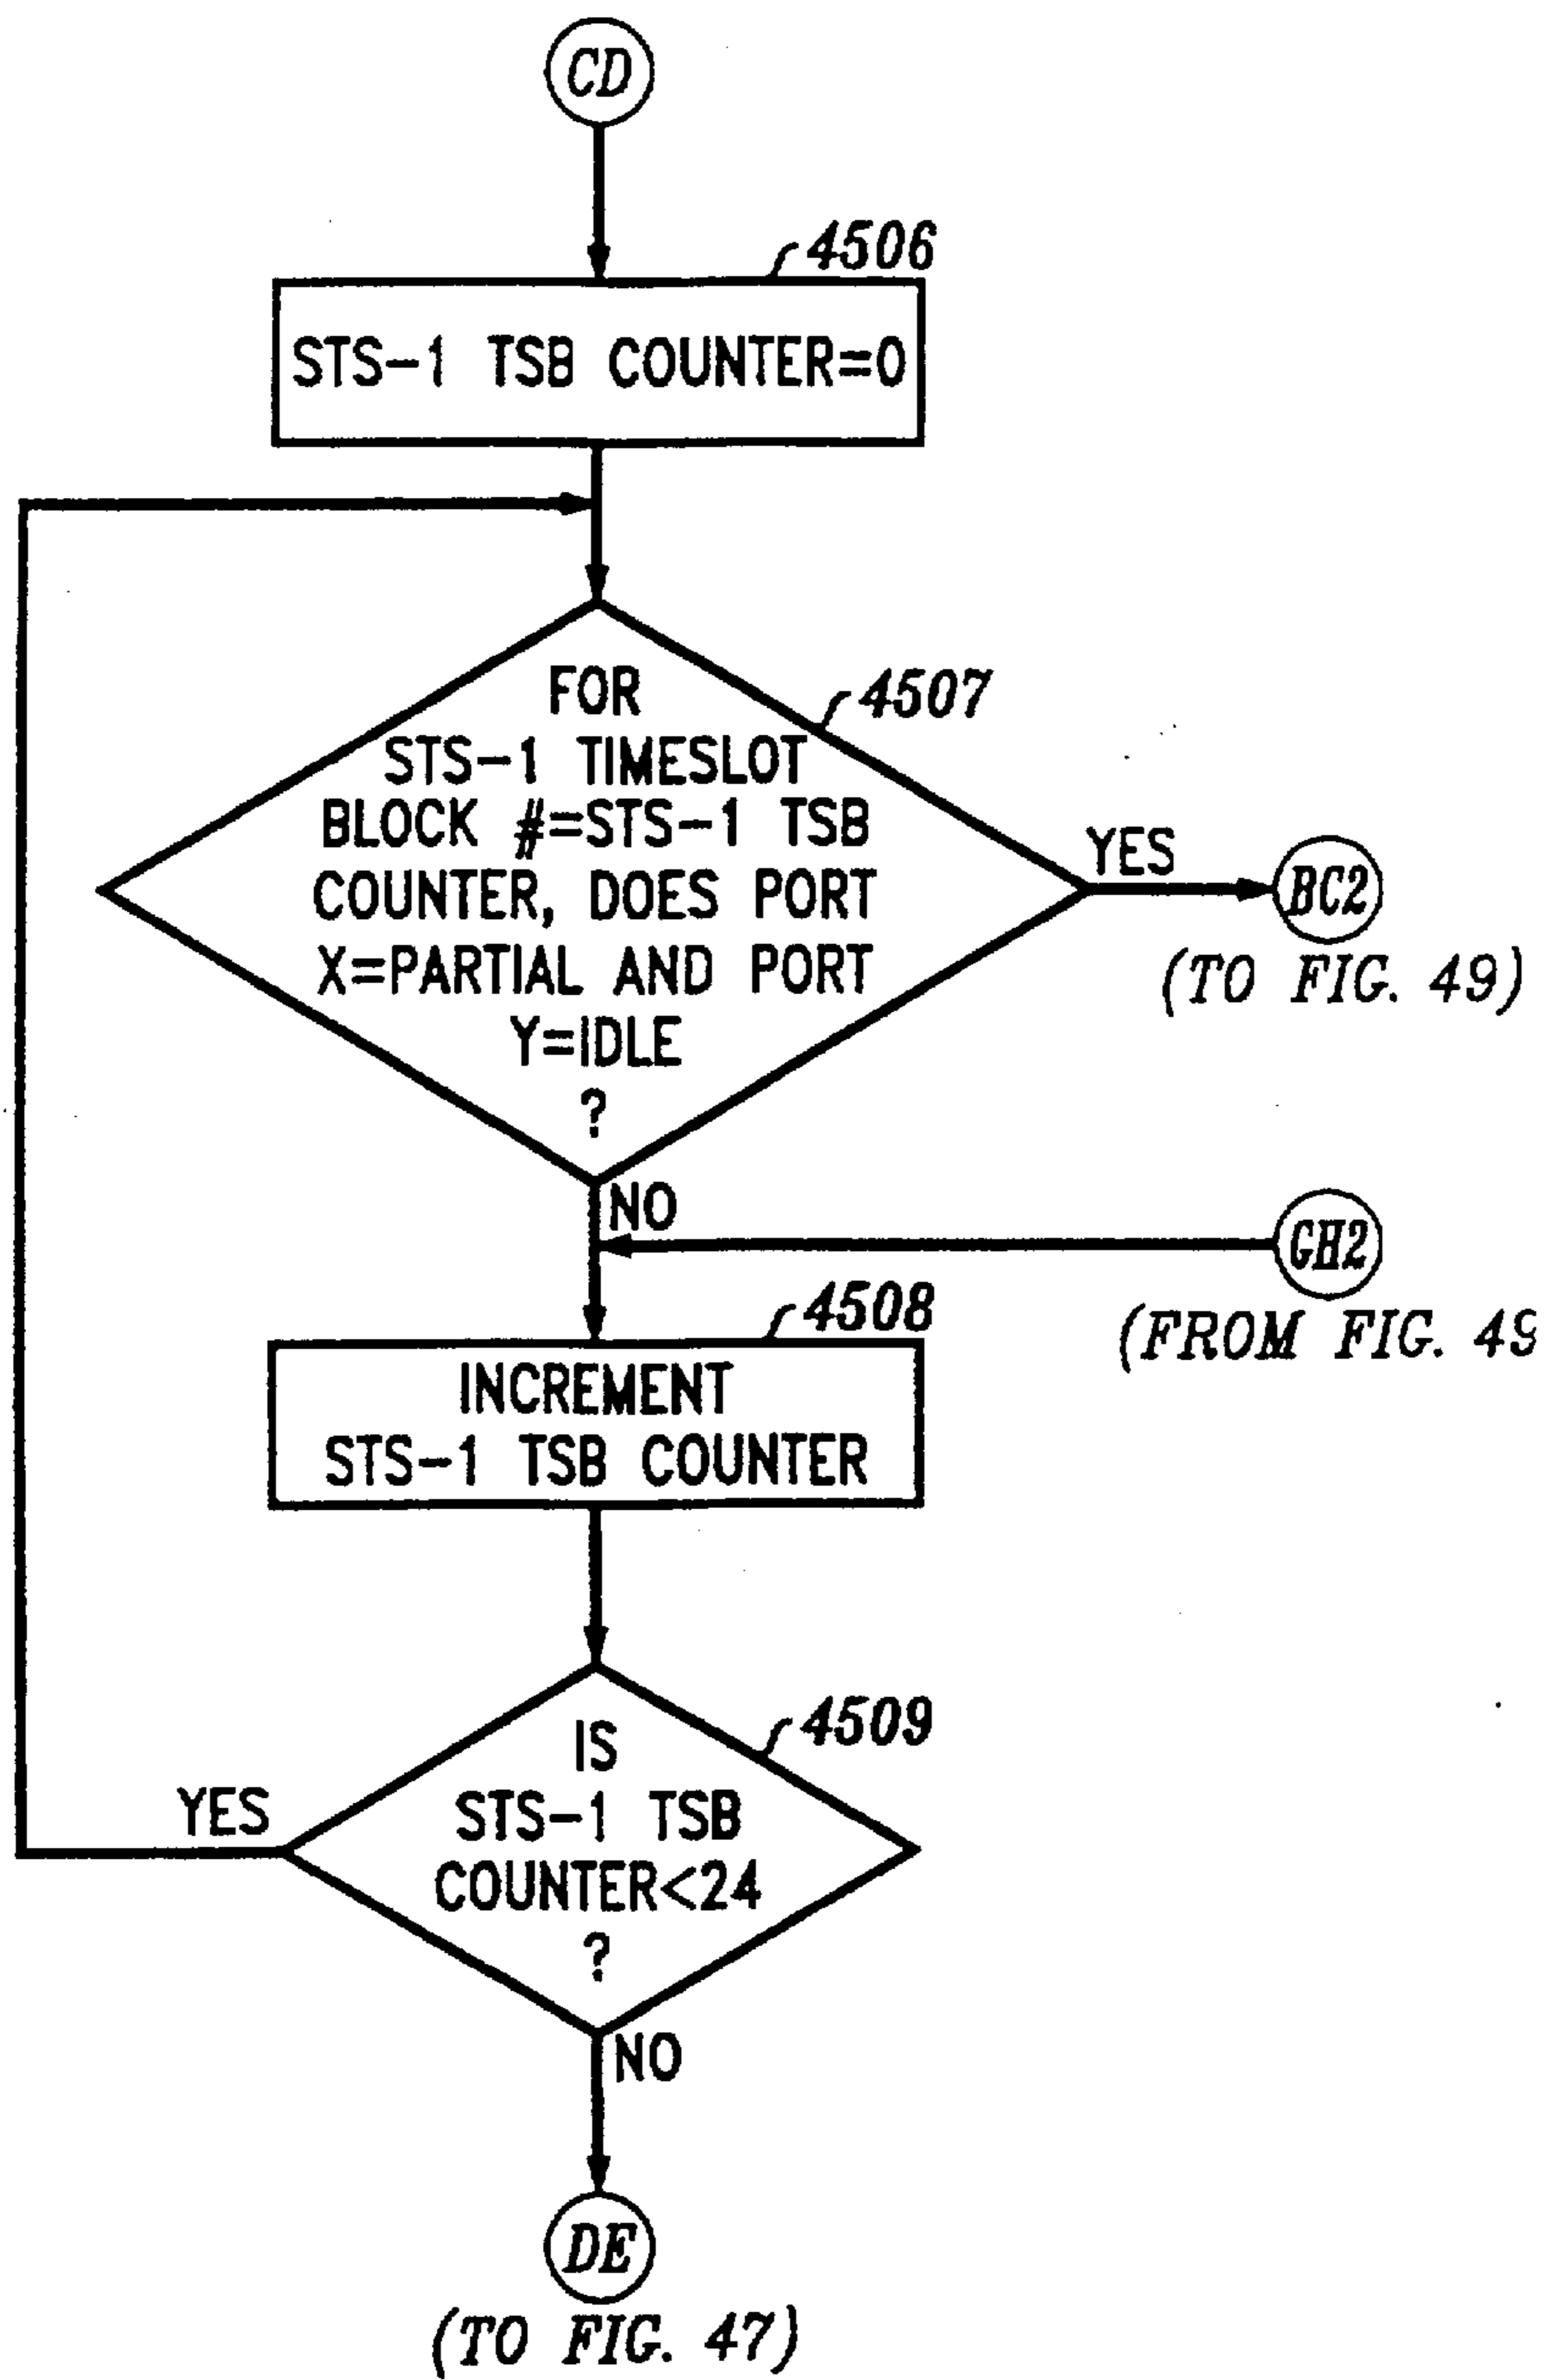 CD
4506
STS-1 TSB COUNTER=0
FOR
4507
STS-1 TIMESLOT
BLOCK #=STS-1 TSB
COUNTER, DOES PORT
X=PARTIAL AND PORT
Y=IDLE
?
YES
BC2
(TO FIG. 49)
NO
GH2
(FROM FIG. 49
4508
INCREMENT
STS-1 TSB COUNTER
4509
IS
STS-1 TSB
COUNTER<24
?
YES
NO
DE
(TO FIG. 47)